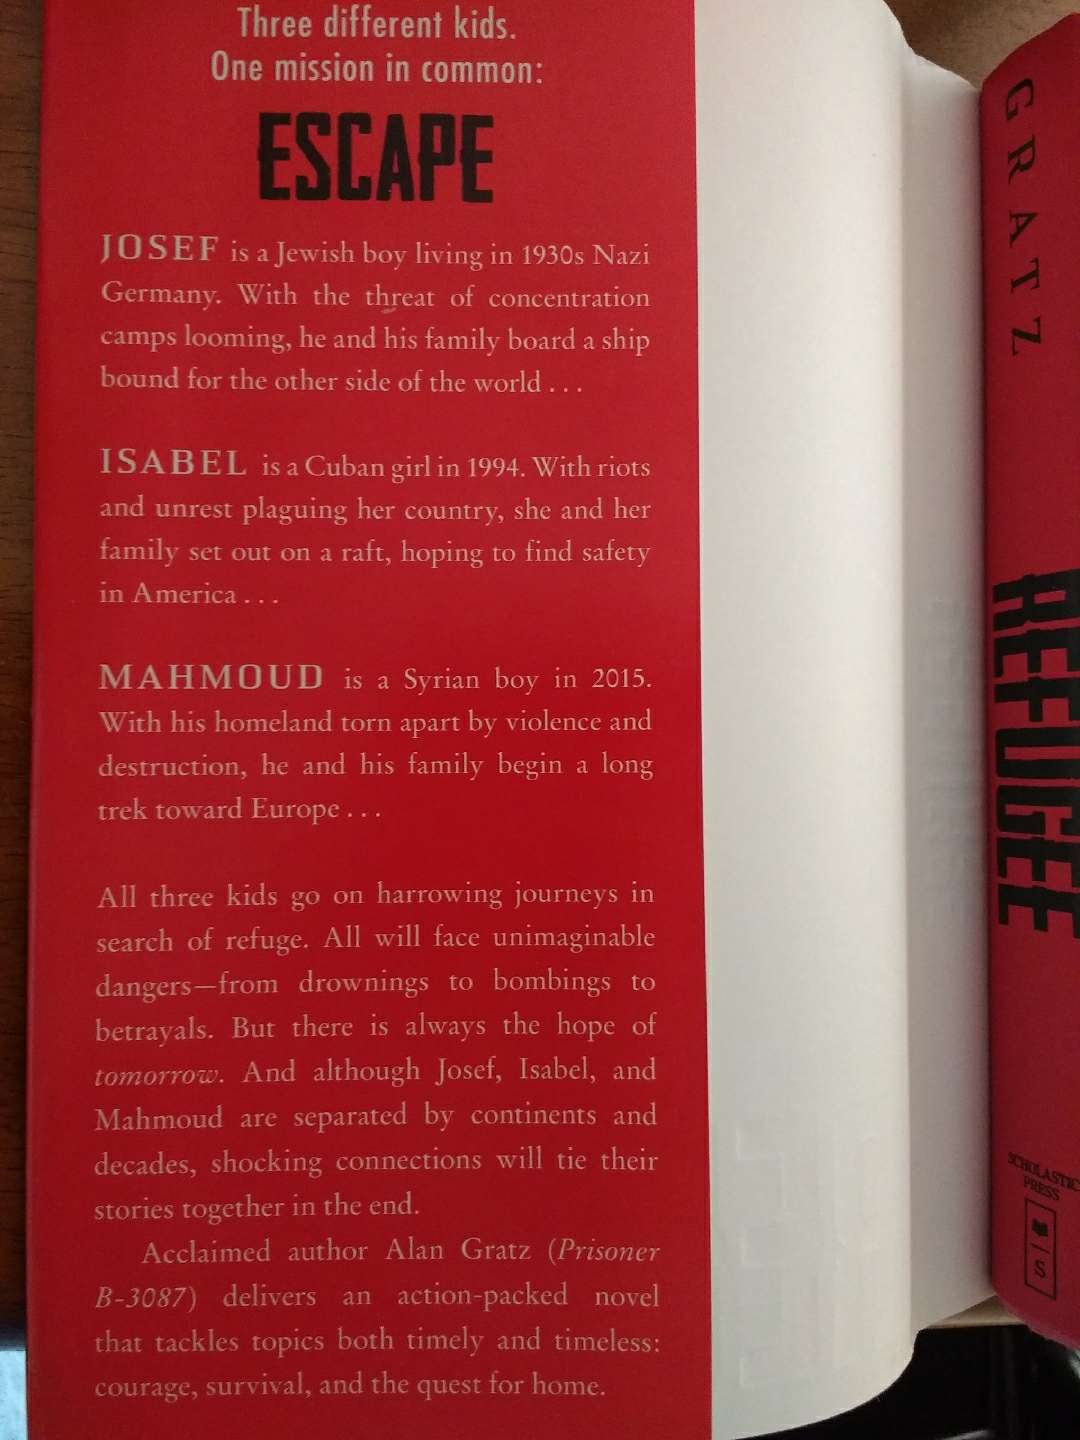 Three different kids.
One mission in common:
ESCAPE
JOSEF is a Jewish boy living in 1930s Nazi
Germany. With the threat of concentration
camps looming, he and his family board a ship
bound for the other side of the world . . .
ISABEL is a Cuban girl in 1994. With riots
and unrest plaguing her country, she and her
family set out on a raft, hoping to find safety
in America . . .
MAHMOUD is a Syrian boy in 2015.
With his homeland torn apart by violence and
destruction, he and his family begin a long
trek toward Europe . . .
All three kids go on harrowing journeys in
search of refuge. All will face unimaginable
dangers—from drownings to bombings to
betrayals. But there is always the hope of
tomorrow. And although Josef, Isabel, and
Mahmoud are separated by continents and
decades, shocking connections will tie their
stories together in the end.
Acclaimed author Alan Gratz (Prisoner
B-3087) delivers an action-packed novel
that tackles topics both timely and timeless:
courage, survival, and the quest for home.
GRATZ
REFUGEE
SCHOLASTIC
PRESS
S